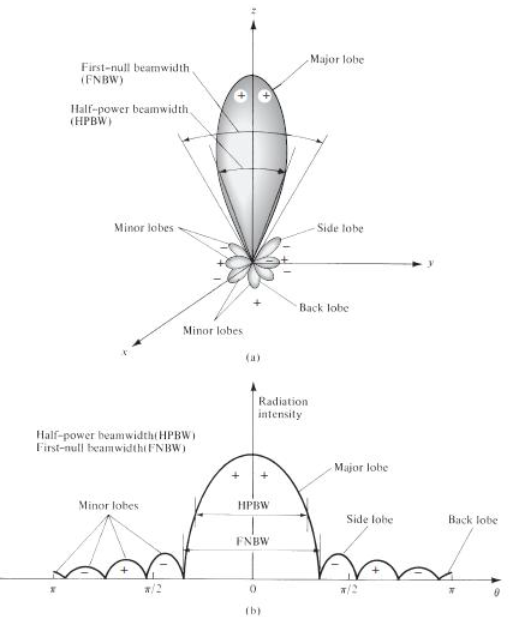 z
First-null beamwidth
(FNBW)
Major lobe
+ +
Half-power beamwidth
(HPBW)
Minor lobes
Side lobe
− −
+ − +
− −
y
+
Back lobe
Minor lobes
x
(a)
Radiation
intensity
Half-power beamwidth(HPBW)
First-null beamwidth(FNBW)
+ +
Major lobe
Minor lobes
HPBW
Side lobe
Back lobe
FNBW
− + − − + −
π π/2 0 π/2 π θ
(b)